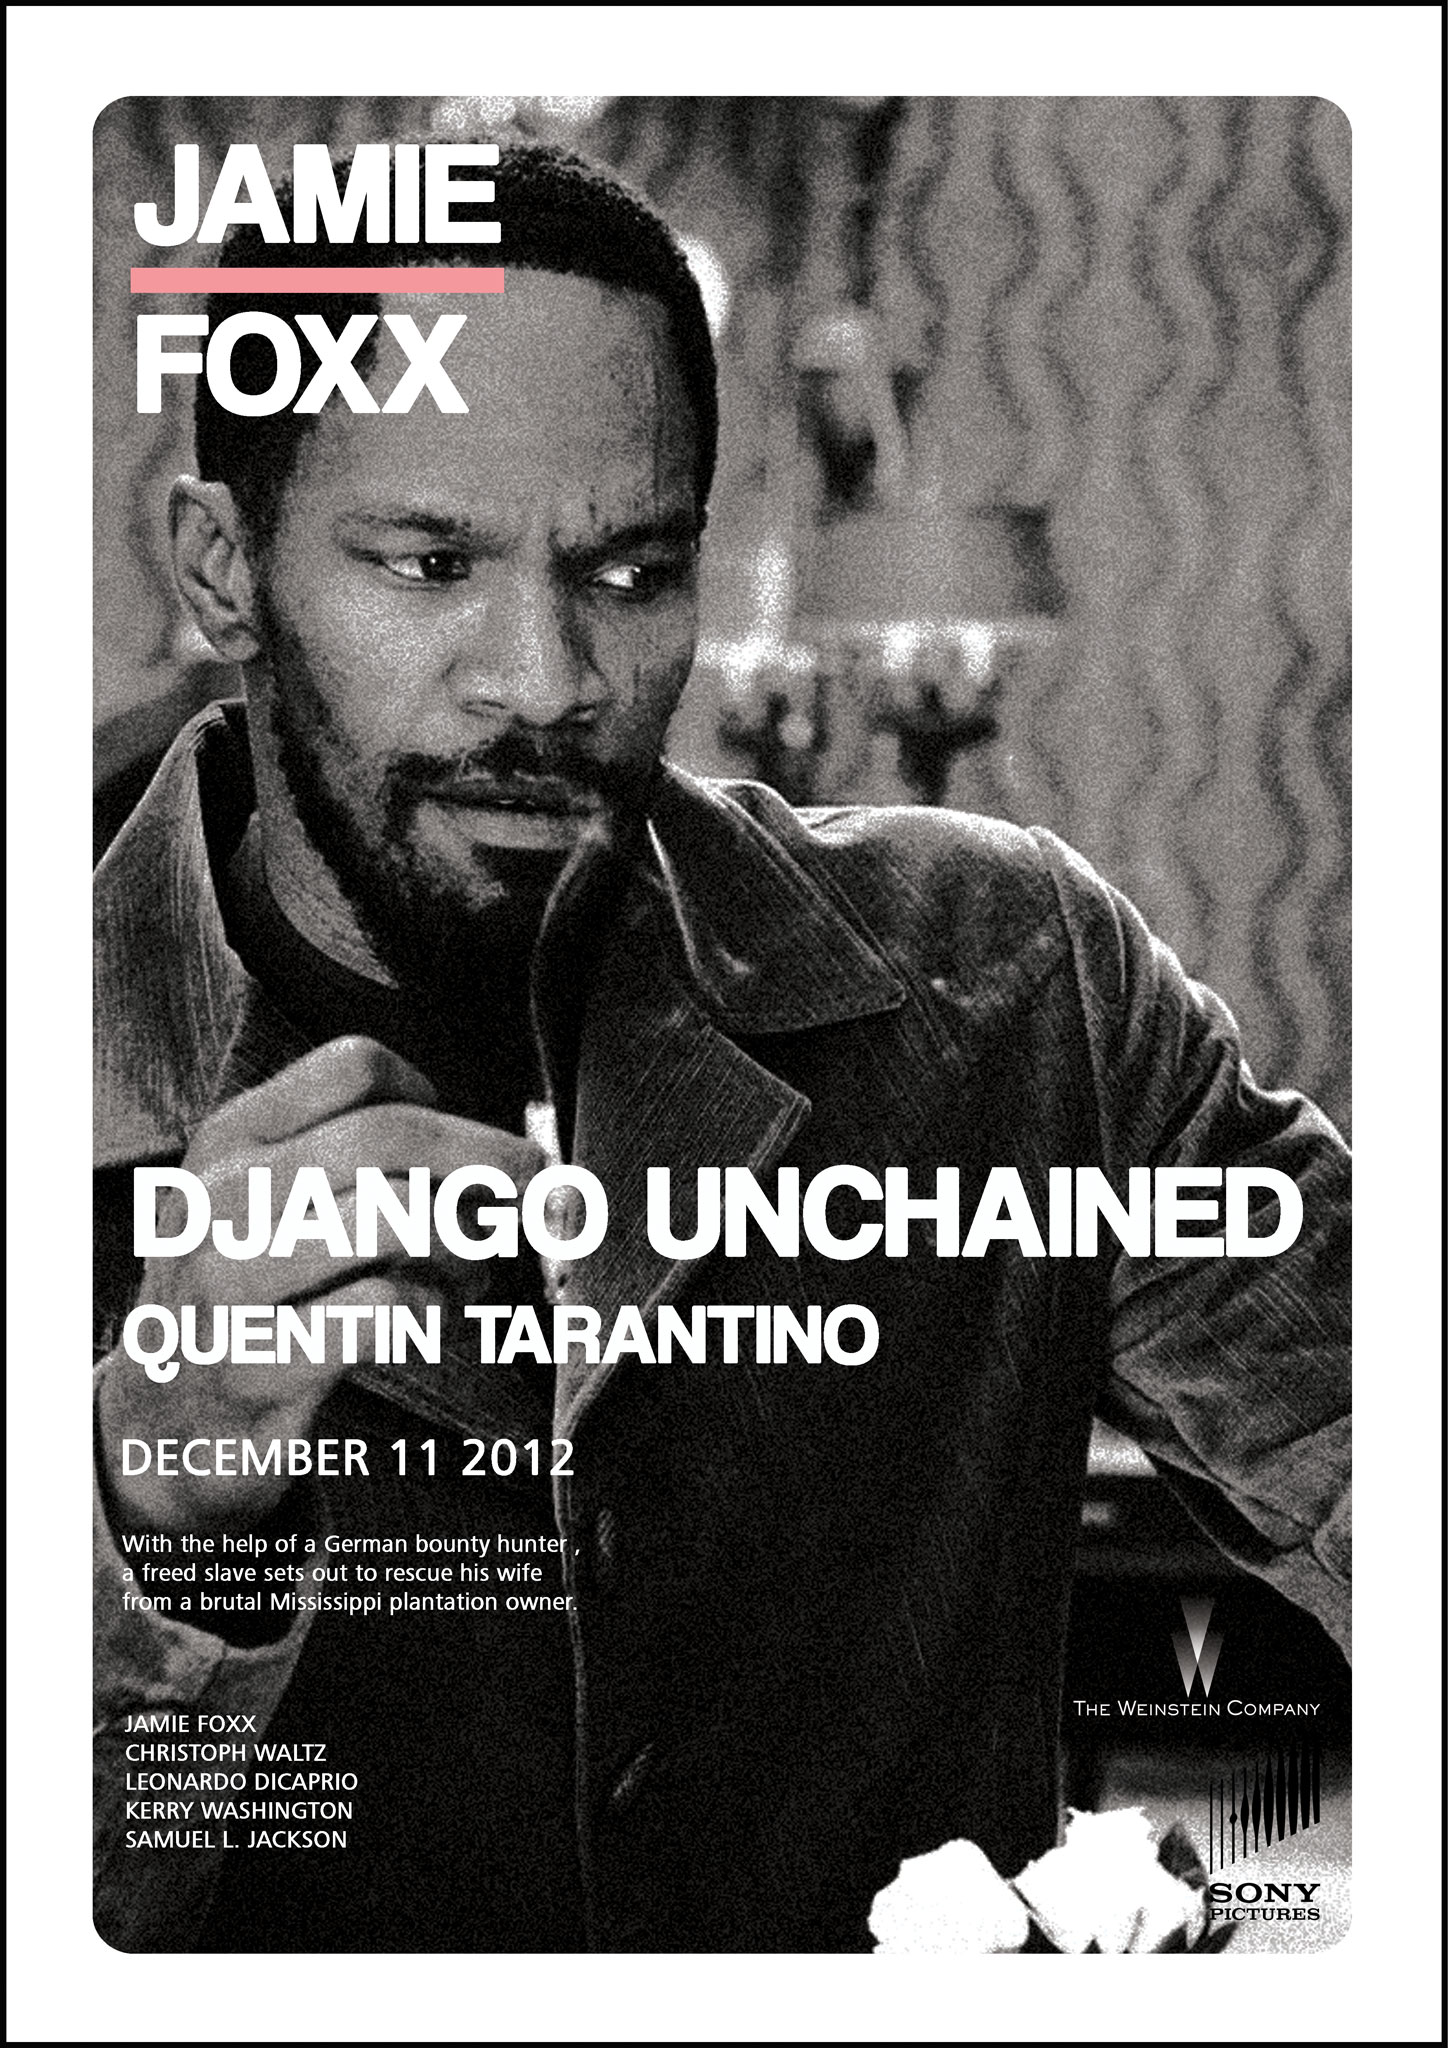 JAMIE
FOXX
DJANGO UNCHAINED
QUENTIN TARANTINO
DECEMBER 11 2012
With the help of a German bounty hunter ,
a freed slave sets out to rescue his wife
from a brutal Mississippi plantation owner.
JAMIE FOXX
CHRISTOPH WALTZ
LEONARDO DICAPRIO
KERRY WASHINGTON
SAMUEL L. JACKSON
THE WEINSTEIN COMPANY
SONY
PICTURES